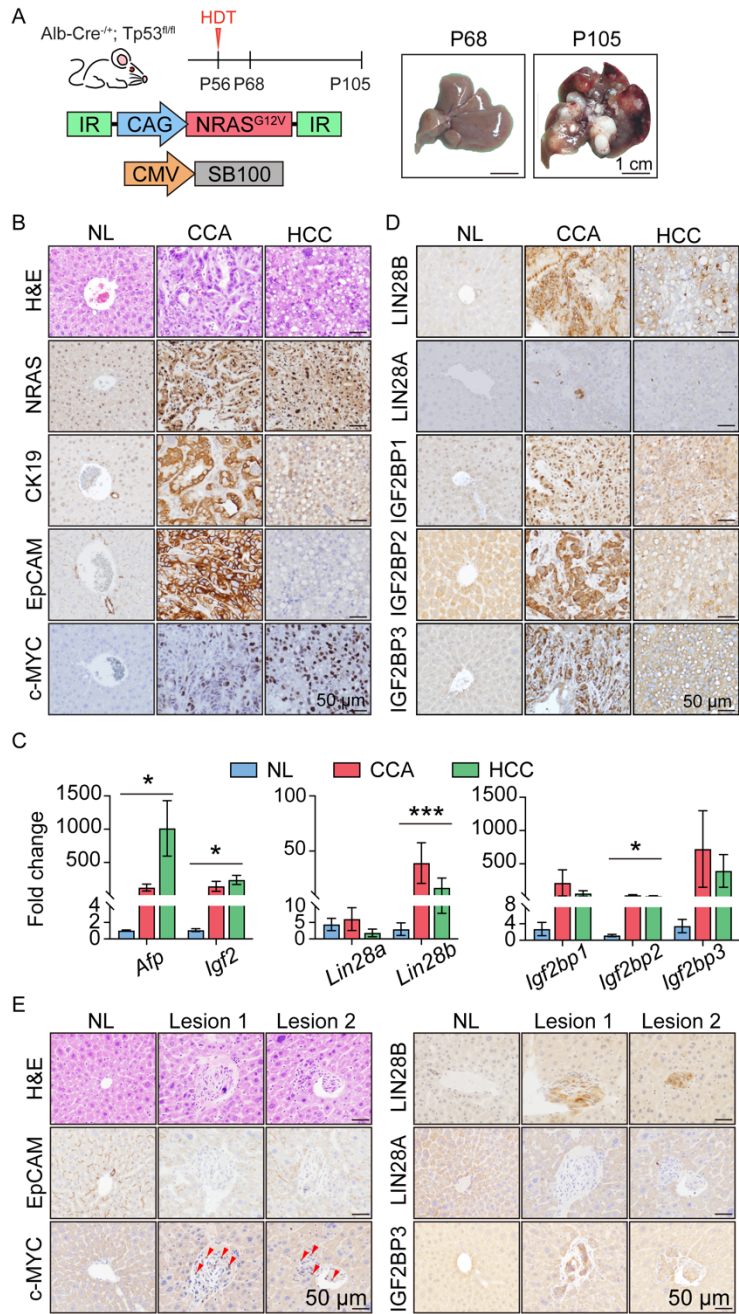 A
Alb-Cre-/+; Tp53fl/fl
HDT
P56 P68 P105
IR CAG NRASG12V IR
CMV SB100
P68 P105
1 cm
B
NL CCA HCC
H&E
NRAS
CK19
EpCAM
c-MYC
50 µm
D
NL CCA HCC
LIN28B
LIN28A
IGF2BP1
IGF2BP2
IGF2BP3
50 µm
C
NL CCA HCC
Fold change
1500
1000
500
4
2
0
* *
Afp Igf2
100
50
10
5
0
***
Lin28a Lin28b
1500
1000
500
8
4
0
*
Igf2bp1 Igf2bp2 Igf2bp3
E
NL Lesion 1 Lesion 2
H&E
EpCAM
c-MYC
50 µm
NL Lesion 1 Lesion 2
LIN28B
LIN28A
IGF2BP3
50 µm